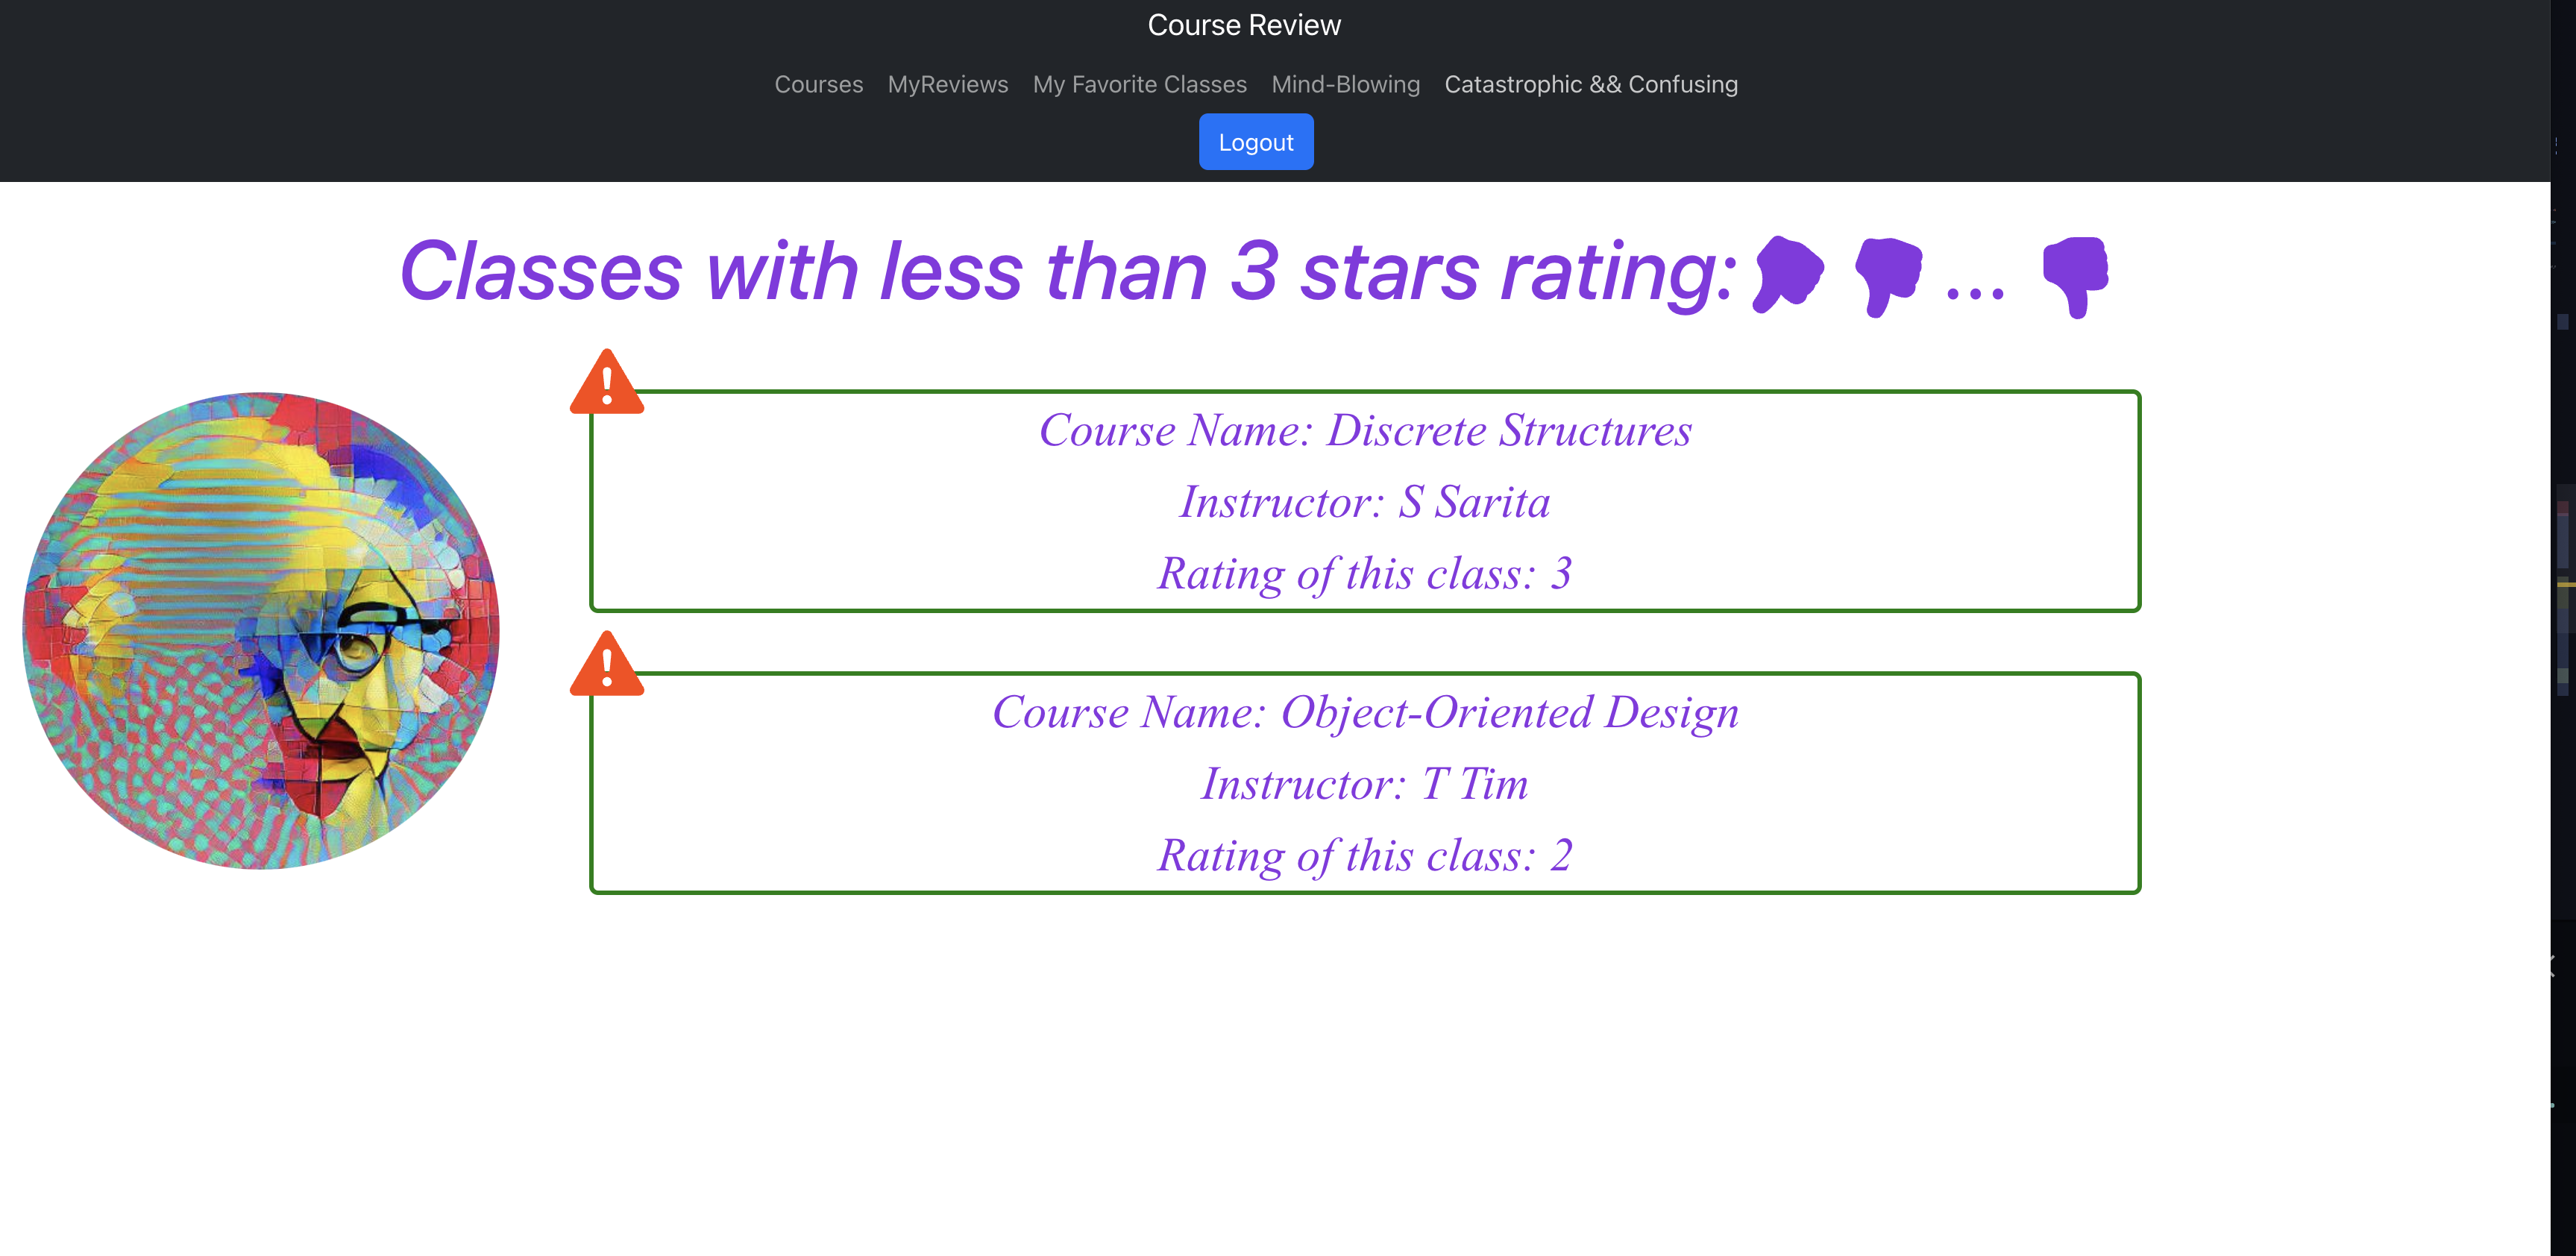 Course Review
Courses MyReviews My Favorite Classes Mind-Blowing Catastrophic && Confusing
Logout
Classes with less than 3 stars rating: ...
Course Name: Discrete Structures
Instructor: S Sarita
Rating of this class: 3
Course Name: Object-Oriented Design
Instructor: T Tim
Rating of this class: 2